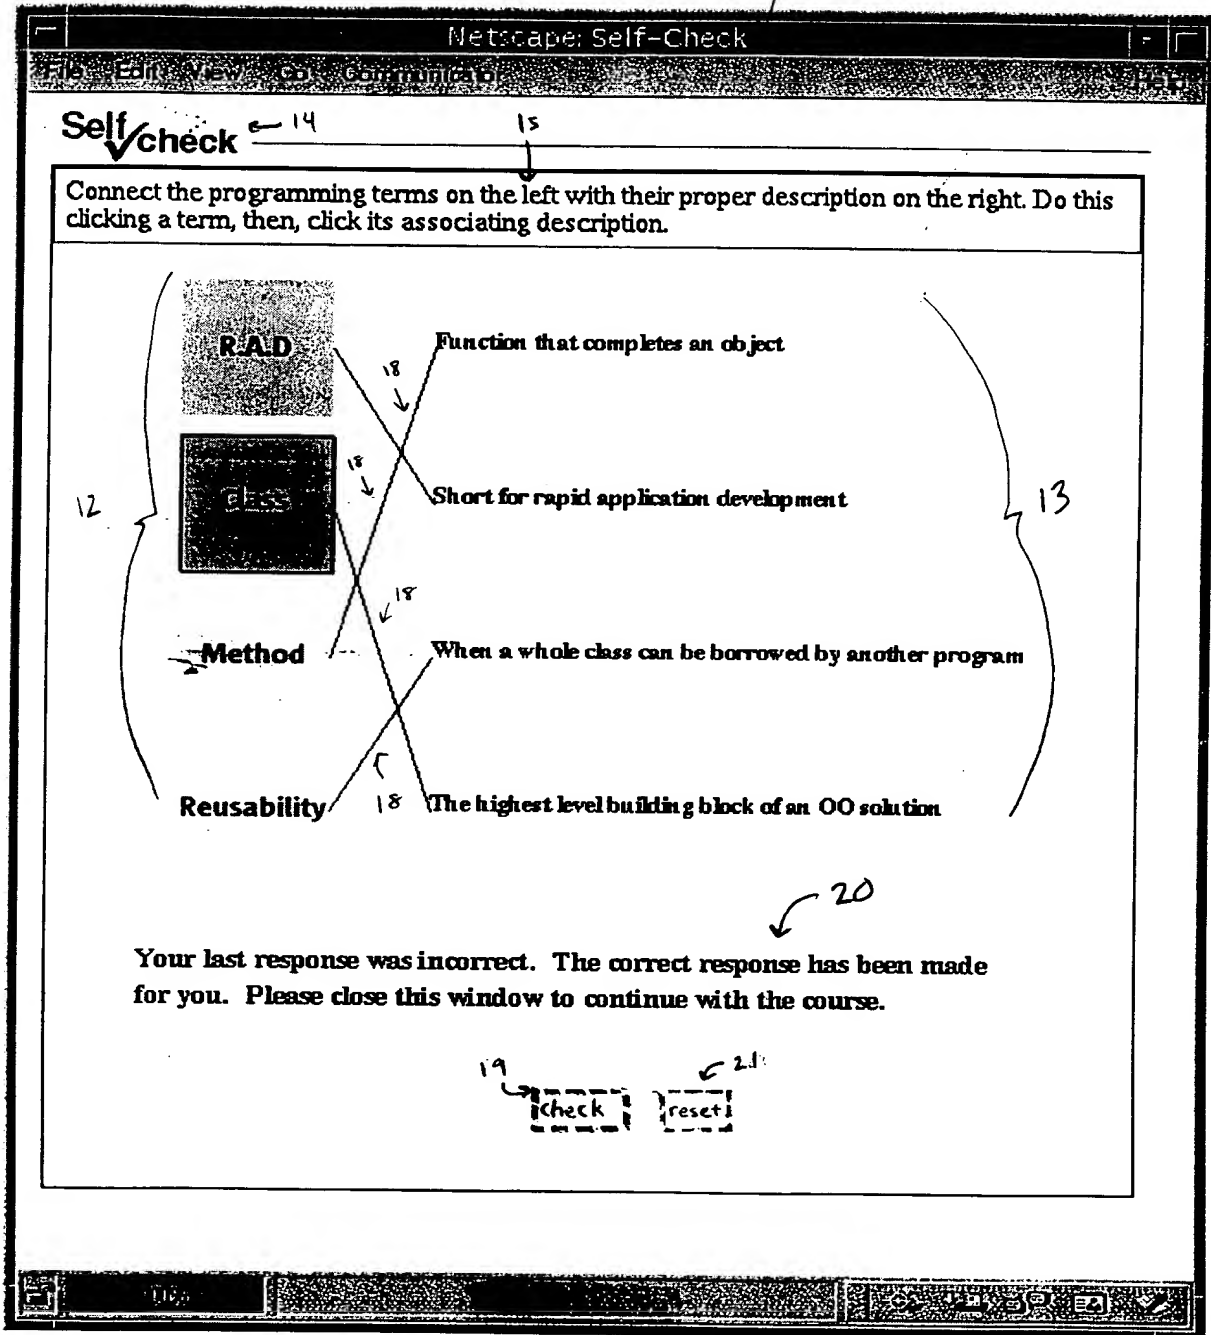 Netscape: Self-Check
File Edit View Go Communicator Help
Self check
14
15
Connect the programming terms on the left with their proper description on the right. Do this
clicking a term, then, click its associating description.
R.A.D
Function that completes an object
18
Class
18
Short for rapid application development
12
13
18
Method
When a whole class can be borrowed by another program
Reusability
18
The highest level building block of an OO solution
20
Your last response was incorrect. The correct response has been made
for you. Please close this window to continue with the course.
19
21
check
reset